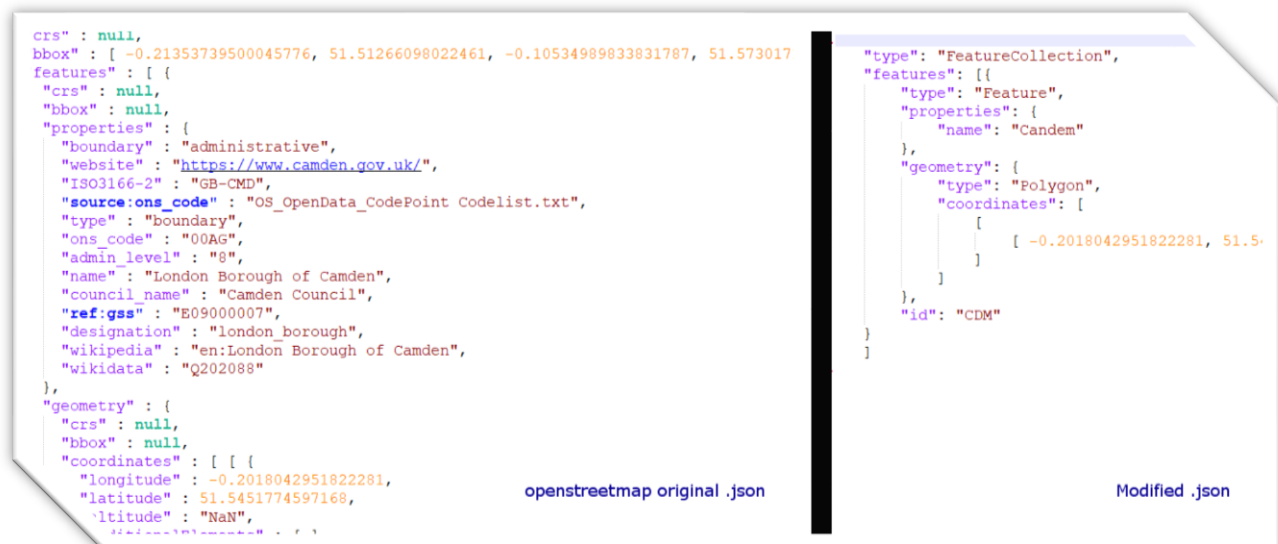 crs" : null,
bbox" : [ -0.21353739500045776, 51.51266098022461, -0.10534989833831787, 51.573017
features" : [ {
"crs" : null,
"bbox" : null,
"properties" : {
"boundary" : "administrative",
"website" : "https://www.camden.gov.uk/",
"ISO3166-2" : "GB-CMD",
"source:ons_code" : "OS_OpenData_CodePoint Codelist.txt",
"type" : "boundary",
"ons_code" : "00AG",
"admin_level" : "8",
"name" : "London Borough of Camden",
"council_name" : "Camden Council",
"ref:gss" : "E09000007",
"designation" : "london_borough",
"wikipedia" : "en:London Borough of Camden",
"wikidata" : "Q202088"
},
"geometry" : {
"crs" : null,
"bbox" : null,
"coordinates" : [ [ {
"longitude" : -0.2018042951822281,
"latitude" : 51.5451774597168,
ltitude" : "NaN",
openstreetmap original .json
"type": "FeatureCollection",
"features": [{
"type": "Feature",
"properties": {
"name": "Candem"
},
"geometry": {
"type": "Polygon",
"coordinates": [
[
[ -0.2018042951822281, 51.5
]
]
},
"id": "CDM"
}
]
Modified .json